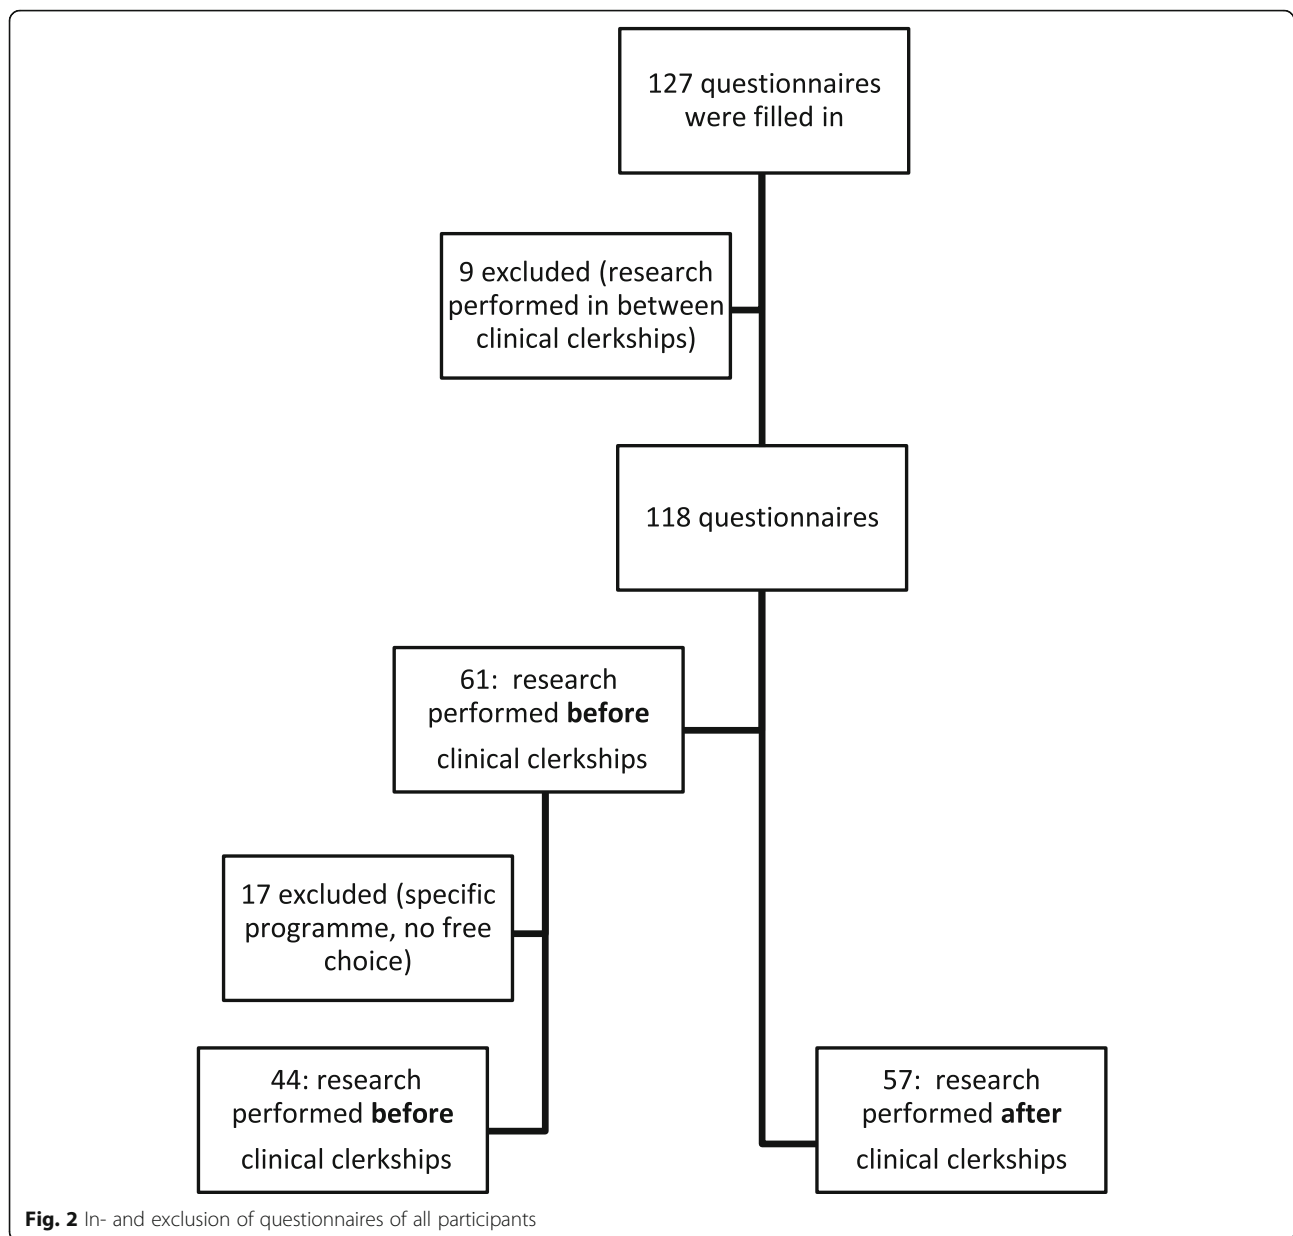 127 questionnaires
were filled in
9 excluded (research
performed in between
clinical clerkships)
118 questionnaires
61: research
performed before
clinical clerkships
17 excluded (specific
programme, no free
choice)
44: research
performed before
clinical clerkships
57: research
performed after
clinical clerkships
Fig. 2 In- and exclusion of questionnaires of all participants